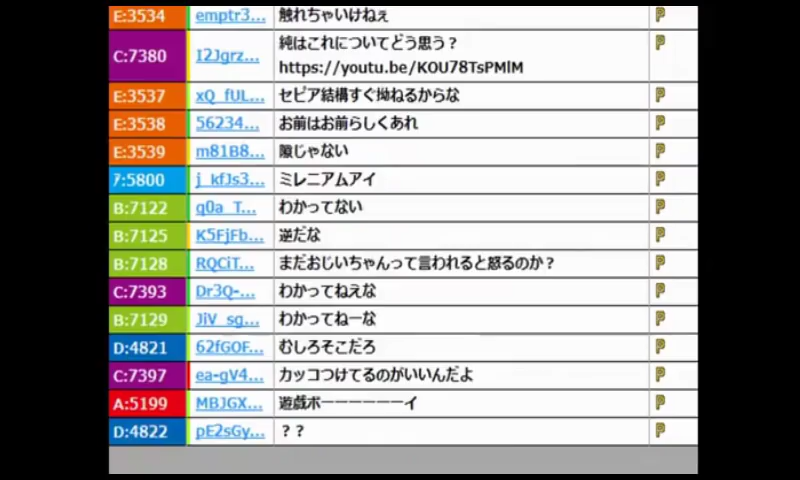 E:3534 emptr3... 触れちゃいけねぇ P
C:7380 I2Jgrz... 純はこれについてどう思う？ P
https://youtu.be/KOU78TsPMlM
E:3537 xQ_fUL... セピア結構すぐ拗ねるからな P
E:3538 56234... お前はお前らしくあれ P
E:3539 m81B8... 隙じゃない P
ｱ:5800 j_kfJs3... ミレニアムアイ P
B:7122 q0a_T... わかってない P
B:7125 K5FjFb... 逆だな P
B:7128 RQCiT... まだおじいちゃんって言われると怒るのか？ P
C:7393 Dr3Q-... わかってねえな P
B:7129 JiV_sg... わかってねーな P
D:4821 62fGOF... むしろそこだろ P
C:7397 ea-gV4... カッコつけてるのがいいんだよ P
A:5199 MBJGX... 遊戯ボーーーーーーイ P
D:4822 pE2sGy... ？？ P